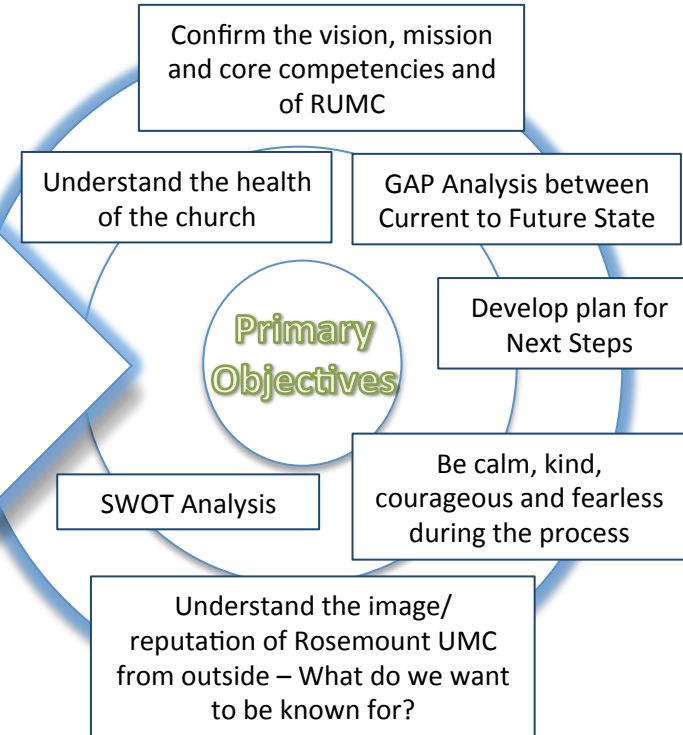 Confirm the vision, mission
and core competencies and
of RUMC
Understand the health
of the church
GAP Analysis between
Current to Future State
Primary
Objectives
Develop plan for
Next Steps
Be calm, kind,
courageous and fearless
during the process
SWOT Analysis
Understand the image/
reputation of Rosemount UMC
from outside – What do we want
to be known for?